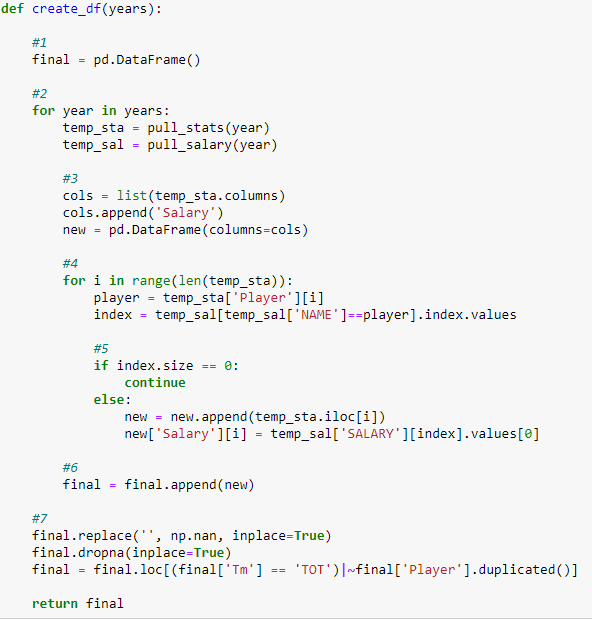 def create_df(years):
    #1
    final = pd.DataFrame()
    #2
    for year in years:
        temp_sta = pull_stats(year)
        temp_sal = pull_salary(year)
        #3
        cols = list(temp_sta.columns)
        cols.append('Salary')
        new = pd.DataFrame(columns=cols)
        #4
        for i in range(len(temp_sta)):
            player = temp_sta['Player'][i]
            index = temp_sal[temp_sal['NAME']==player].index.values
            #5
            if index.size == 0:
                continue
            else:
                new = new.append(temp_sta.iloc[i])
                new['Salary'][i] = temp_sal['SALARY'][index].values[0]
        #6
        final = final.append(new)
    #7
    final.replace('', np.nan, inplace=True)
    final.dropna(inplace=True)
    final = final.loc[(final['Tm'] == 'TOT')|~final['Player'].duplicated()]
    return final